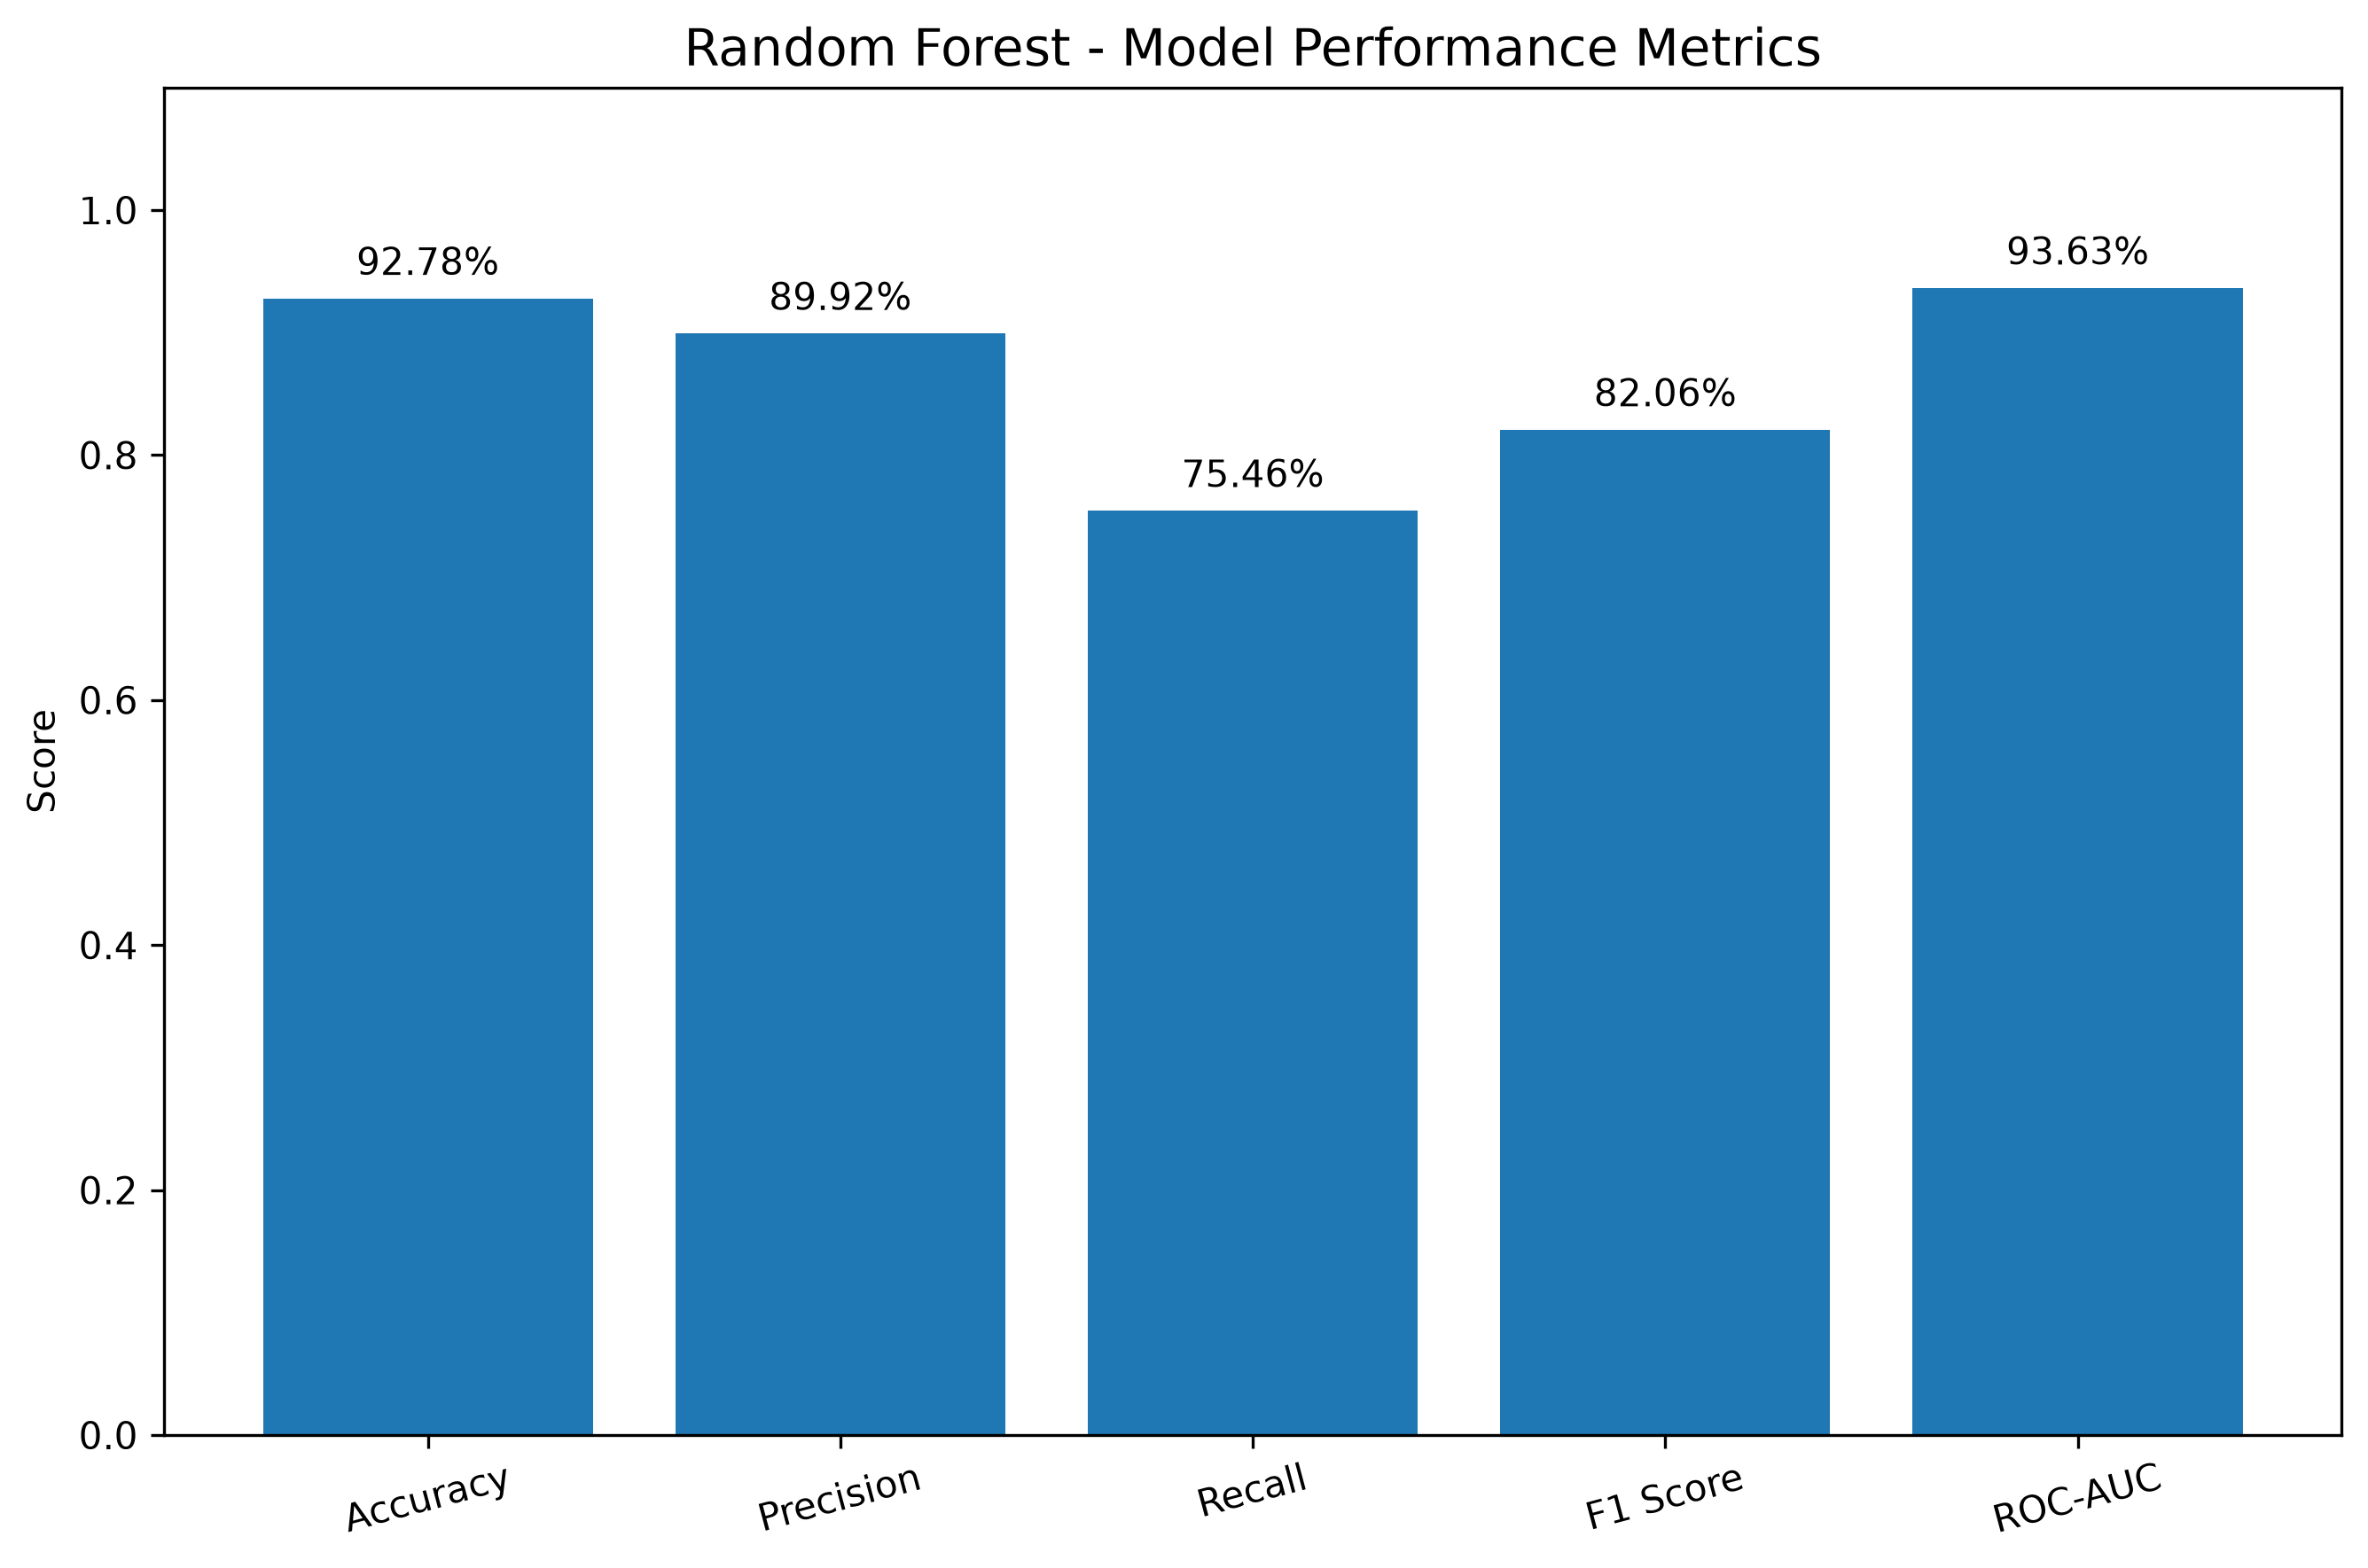 Random Forest - Model Performance Metrics
Score
1.0
0.8
0.6
0.4
0.2
0.0
92.78%
89.92%
75.46%
82.06%
93.63%
Accuracy
Precision
Recall
F1 Score
ROC-AUC